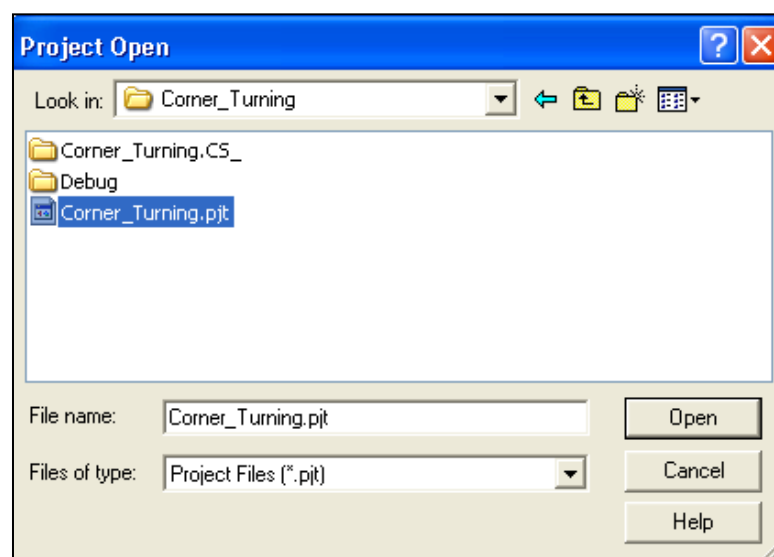 Project Open
Look in: Corner_Turning
Corner_Turning.CS_
Debug
Corner_Turning.pjt
File name: Corner_Turning.pjt Open
Files of type: Project Files (*.pjt) Cancel
Help